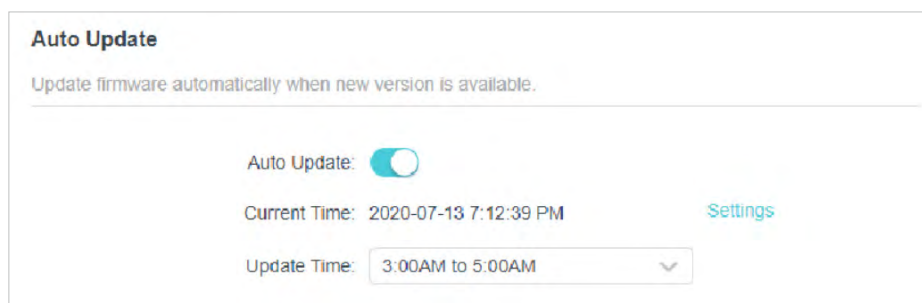 Auto Update
Update firmware automatically when new version is available.
Auto Update:
Current Time: 2020-07-13 7:12:39 PM Settings
Update Time: 3:00AM to 5:00AM